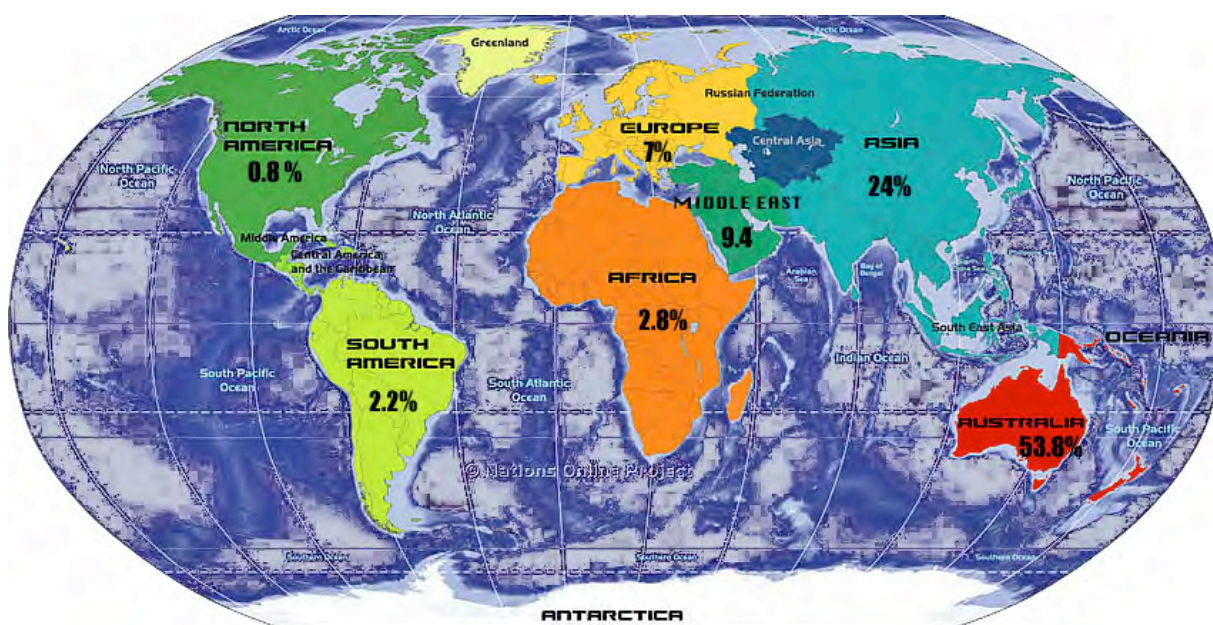 Arctic Ocean
Arctic Ocean
Greenland
Russian Federation
NORTH
AMERICA
0.8 %
EUROPE
7%
Central Asia
ASIA
24%
North Pacific
Ocean
North Pacific
Ocean
MIDDLE EAST
9.4
North Atlantic
Ocean
Middle America
Central America
and the Caribbean
Arabian
Sea
Bay of
Bengal
AFRICA
2.8%
South East Asia
OCEANIA
SOUTH
AMERICA
2.2%
Indian Ocean
South Pacific
Ocean
South Atlantic
Ocean
AUSTRALIA
53.8%
South Pacific
Ocean
© Nations Online Project
Southern Ocean
Southern Ocean
Southern Ocean
ANTARCTICA